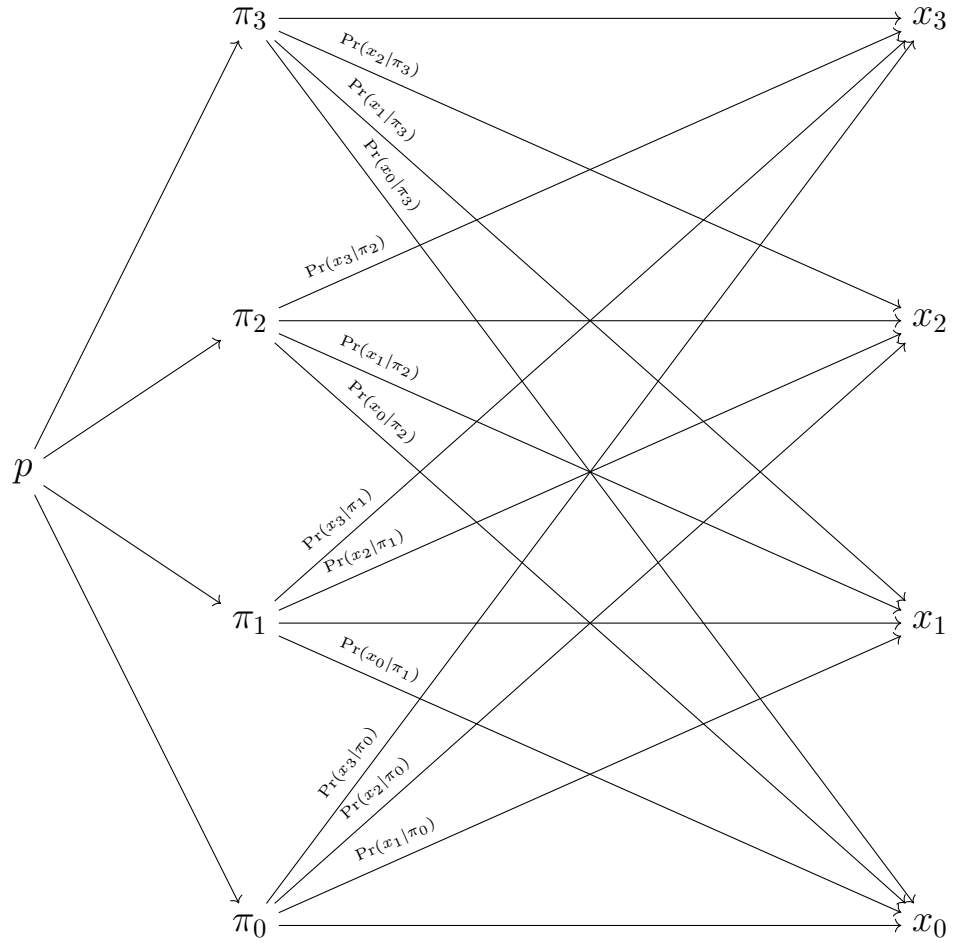 π₃ x₃
Pr(x₂|π₃)
Pr(x₁|π₃)
Pr(x₀|π₃)
Pr(x₃|π₂)
π₂ x₂
Pr(x₁|π₂)
Pr(x₀|π₂)
p
Pr(x₃|π₁)
Pr(x₂|π₁)
π₁ x₁
Pr(x₀|π₁)
Pr(x₃|π₀)
Pr(x₂|π₀)
Pr(x₁|π₀)
π₀ x₀